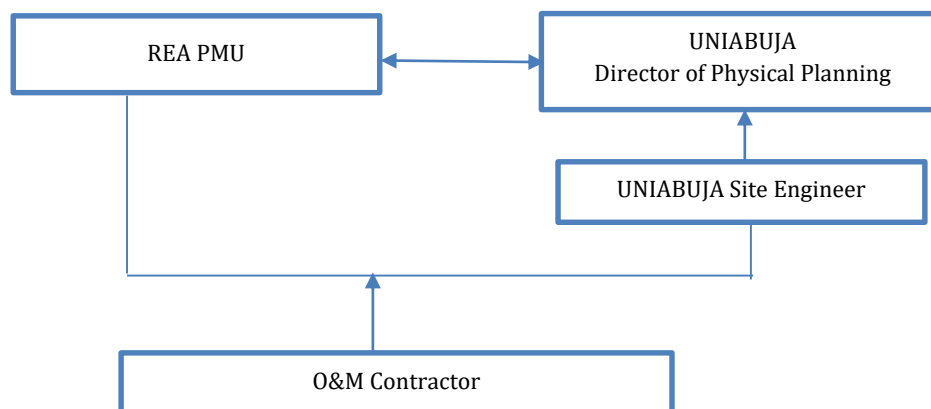 REA PMU
UNIABUJA
Director of Physical Planning
UNIABUJA Site Engineer
O&M Contractor